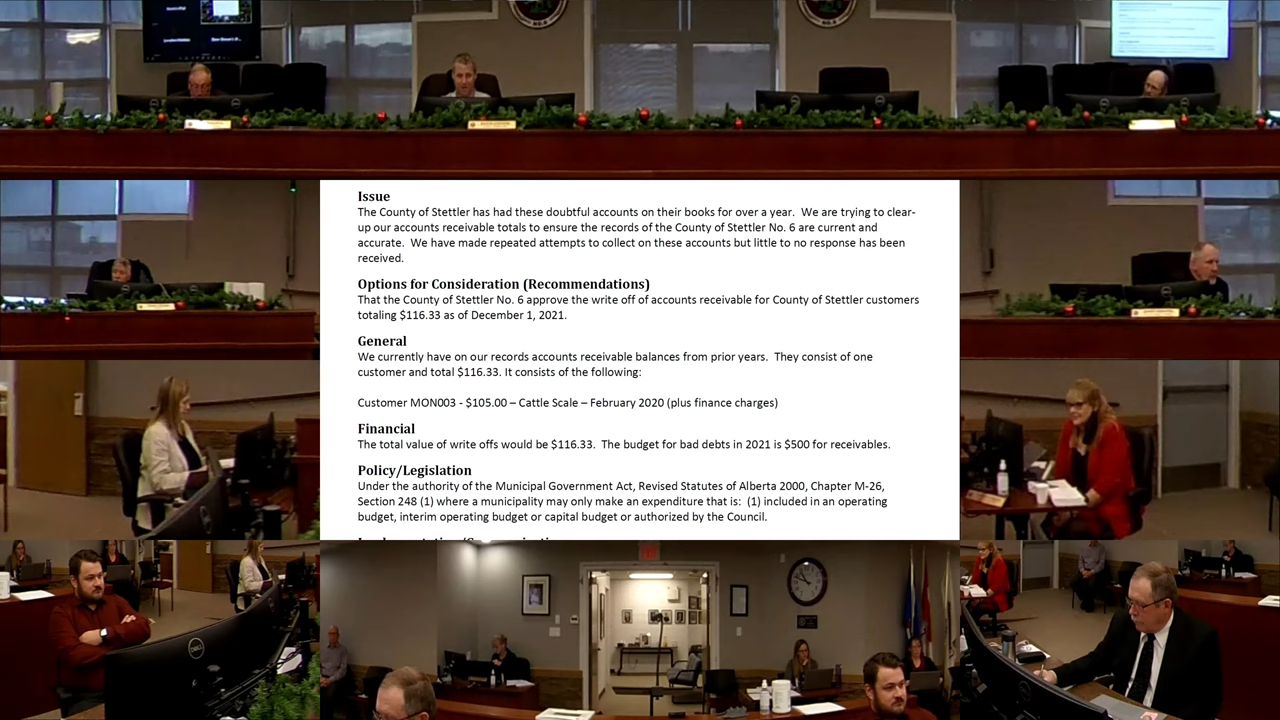 NO. 6
Issue
The County of Stettler has had these doubtful accounts on their books for over a year.  We are trying to clear-
up our accounts receivable totals to ensure the records of the County of Stettler No. 6 are current and
accurate.  We have made repeated attempts to collect on these accounts but little to no response has been
received.
Options for Consideration (Recommendations)
That the County of Stettler No. 6 approve the write off of accounts receivable for County of Stettler customers
totaling $116.33 as of December 1, 2021.
General
We currently have on our records accounts receivable balances from prior years.  They consist of one
customer and total $116.33. It consists of the following:
Customer MON003 - $105.00 – Cattle Scale – February 2020 (plus finance charges)
Financial
The total value of write offs would be $116.33.  The budget for bad debts in 2021 is $500 for receivables.
Policy/Legislation
Under the authority of the Municipal Government Act, Revised Statutes of Alberta 2000, Chapter M-26,
Section 248 (1) where a municipality may only make an expenditure that is:  (1) included in an operating
budget, interim operating budget or capital budget or authorized by the Council.
DELL